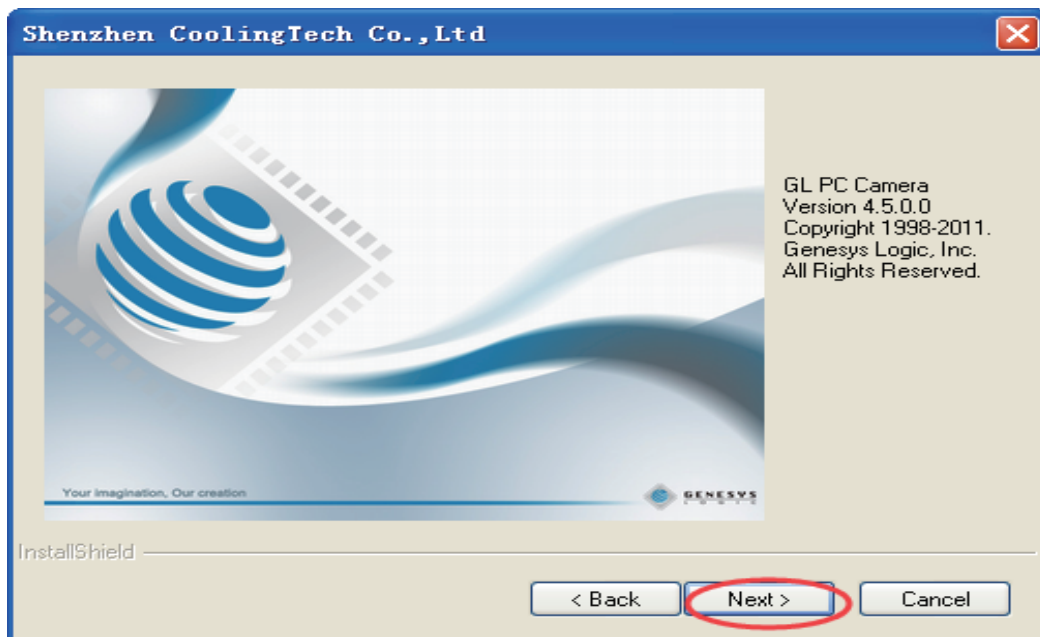 Shenzhen CoolingTech Co.,Ltd
GL PC Camera
Version 4.5.0.0
Copyright 1998-2011.
Genesys Logic, Inc.
All Rights Reserved.
Your imagination, Our creation
GENESYS
LOGIC
InstallShield
< Back
Next >
Cancel